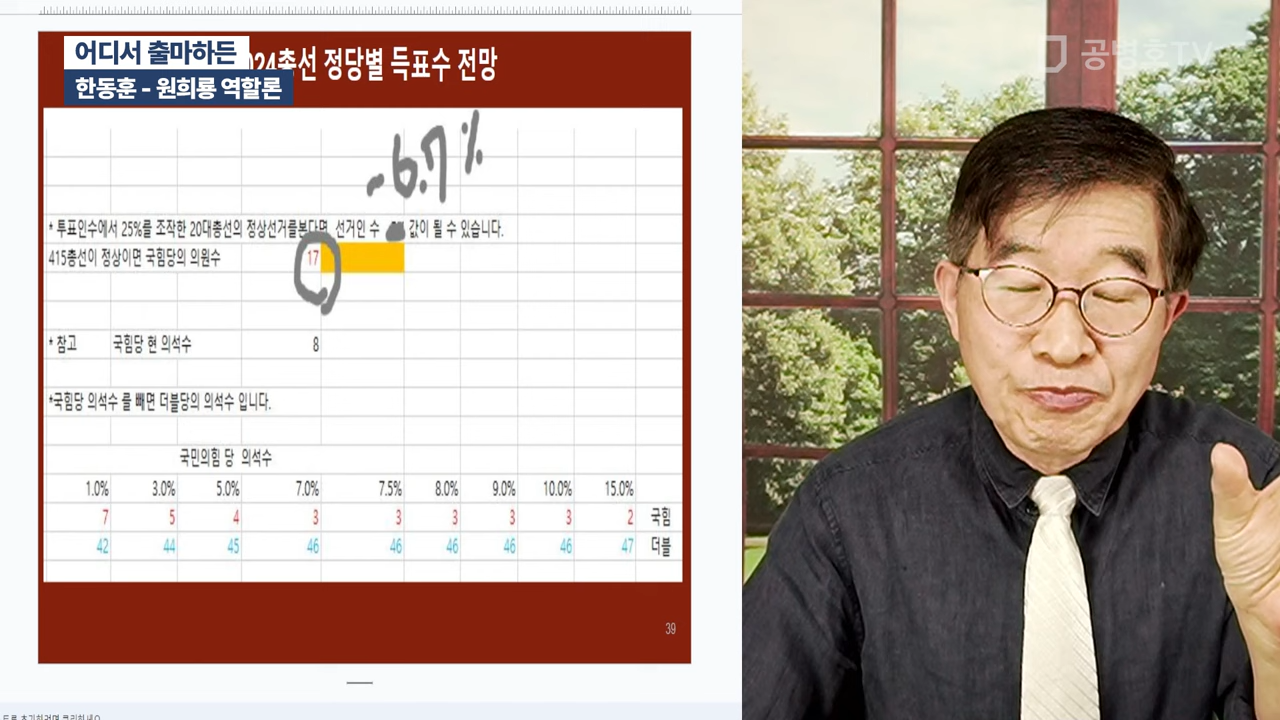 어디서 출마하든
한동훈 - 원희룡 역할론
024총선 정당별 득표수 전망
공병호TV
-6.7%
* 투표인수에서 25%를 조작한 20대총선의 정상선거를본다면 선거인 수 값이 될 수 있습니다.
415총선이 정상이면 국힘당의 의원수 17
* 참고 국힘당 현 의석수 8
*국힘당 의석수 를 빼면 더블당의 의석수 입니다.
국민의힘 당 의석수
1.0% 3.0% 5.0% 7.0% 7.5% 8.0% 9.0% 10.0% 15.0%
7 5 4 3 3 3 3 3 2 국힘
42 44 45 46 46 46 46 46 47 더블
39